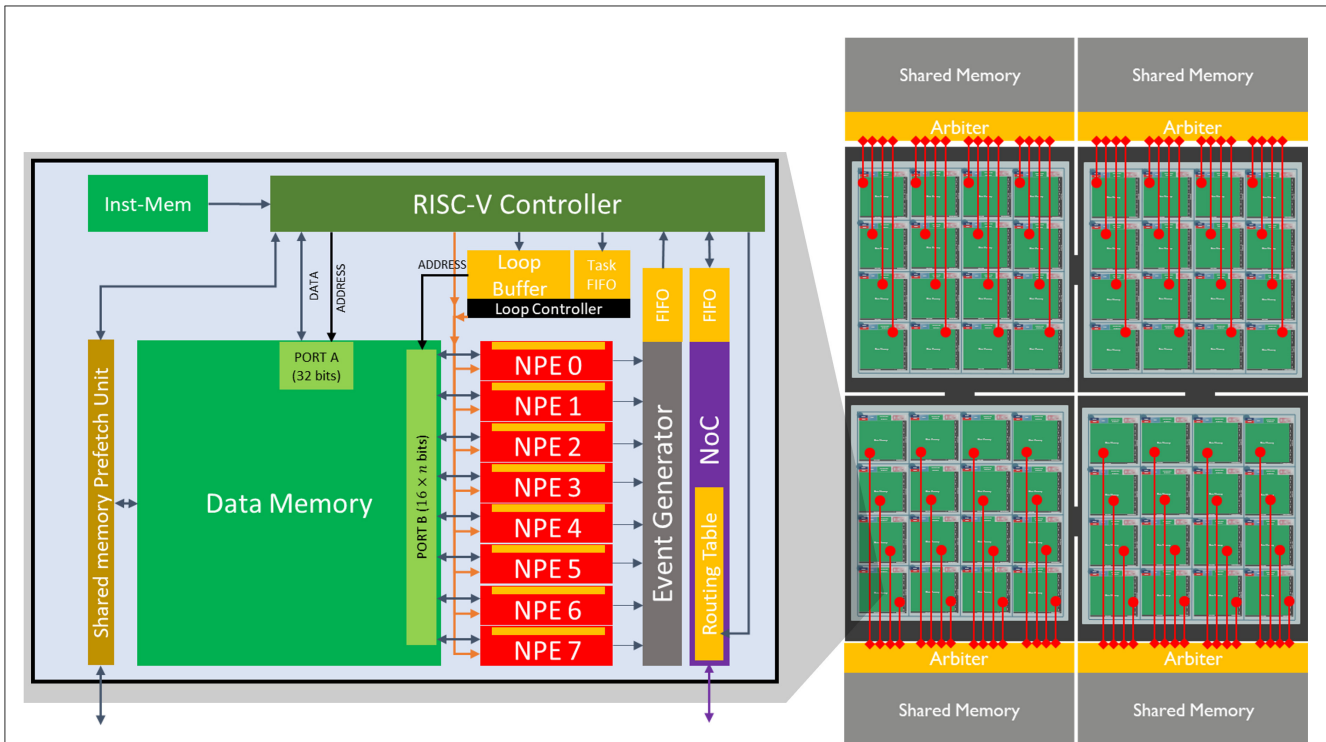 Inst-Mem
RISC-V Controller
DATA
ADDRESS
ADDRESS
Loop
Buffer
Task
FIFO
Loop Controller
FIFO
FIFO
Shared memory Prefetch Unit
PORT A
(32 bits)
Data Memory
PORT B (16 × n bits)
NPE 0
NPE 1
NPE 2
NPE 3
NPE 4
NPE 5
NPE 6
NPE 7
Event Generator
NoC
Routing Table
Shared Memory
Shared Memory
Arbiter
Arbiter
Arbiter
Arbiter
Shared Memory
Shared Memory